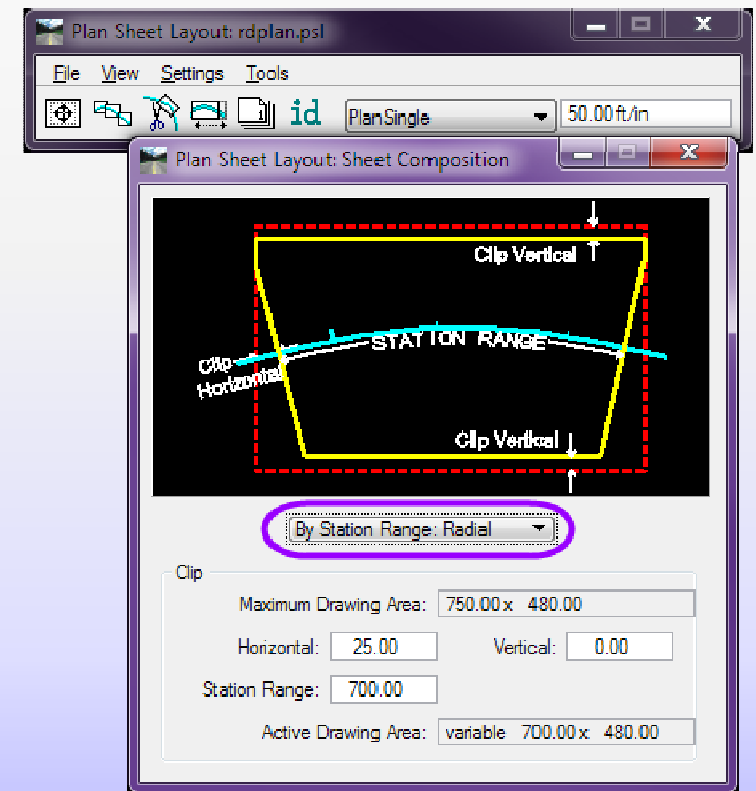 Plan Sheet Layout: rdplan.psl
File View Settings Tools
id PlanSingle 50.00 ft/in
Plan Sheet Layout: Sheet Composition
Clip Vertical
STATION RANGE
Clip
Horizontal
Clip Vertical
By Station Range: Radial
Clip
Maximum Drawing Area: 750.00 x 480.00
Horizontal: 25.00 Vertical: 0.00
Station Range: 700.00
Active Drawing Area: variable 700.00 x 480.00